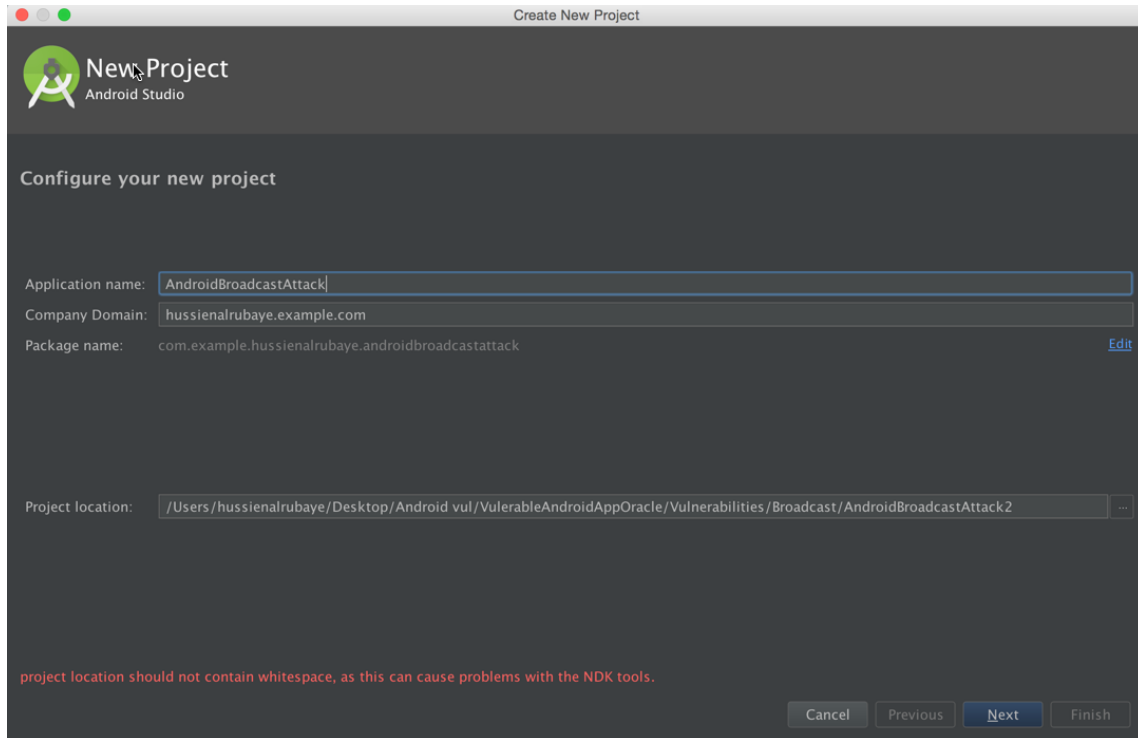 Create New Project
New Project
Android Studio
Configure your new project
Application name: AndroidBroadcastAttack
Company Domain: hussienalrubaye.example.com
Package name: com.example.hussienalrubaye.androidbroadcastattack Edit
Project location: /Users/hussienalrubaye/Desktop/Android vul/VulerableAndroidAppOracle/Vulnerabilities/Broadcast/AndroidBroadcastAttack2 ...
project location should not contain whitespace, as this can cause problems with the NDK tools.
Cancel Previous Next Finish